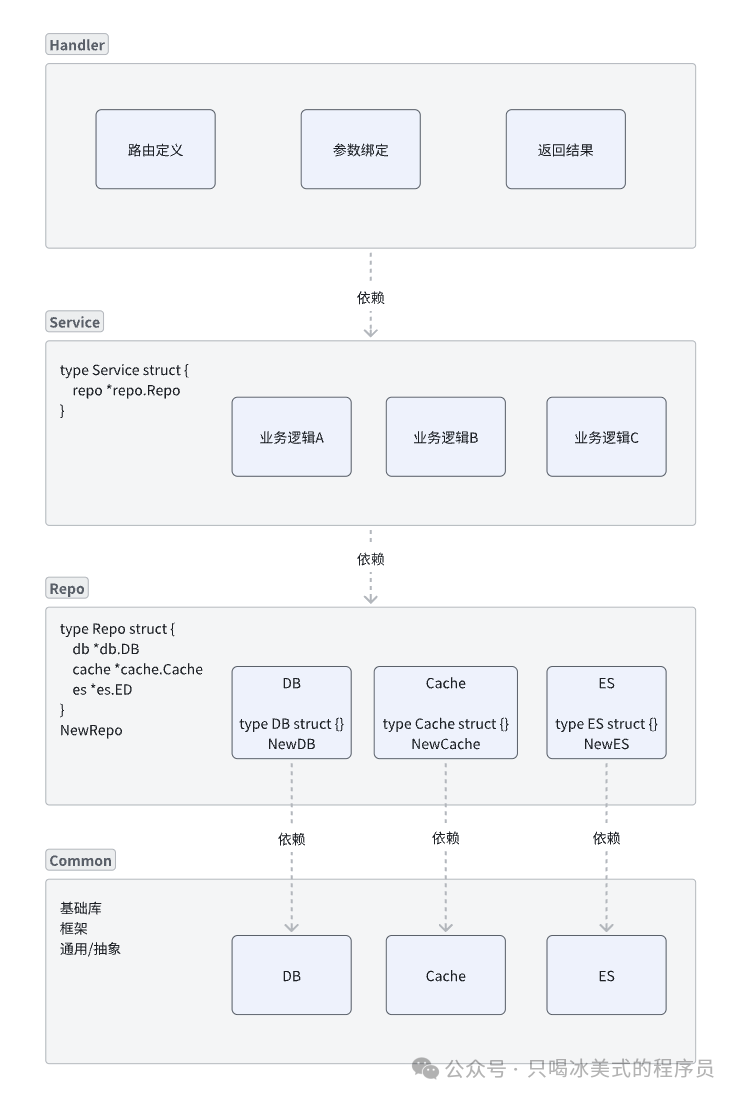 Handler
路由定义
参数绑定
返回结果
依赖
Service
type Service struct {
repo *repo.Repo
}
业务逻辑A
业务逻辑B
业务逻辑C
依赖
Repo
type Repo struct {
db *db.DB
cache *cache.Cache
es *es.ED
}
NewRepo
DB
type DB struct {}
NewDB
Cache
type Cache struct {}
NewCache
ES
type ES struct {}
NewES
依赖
依赖
依赖
Common
基础库
框架
通用/抽象
DB
Cache
ES
公众号 · 只喝冰美式的程序员